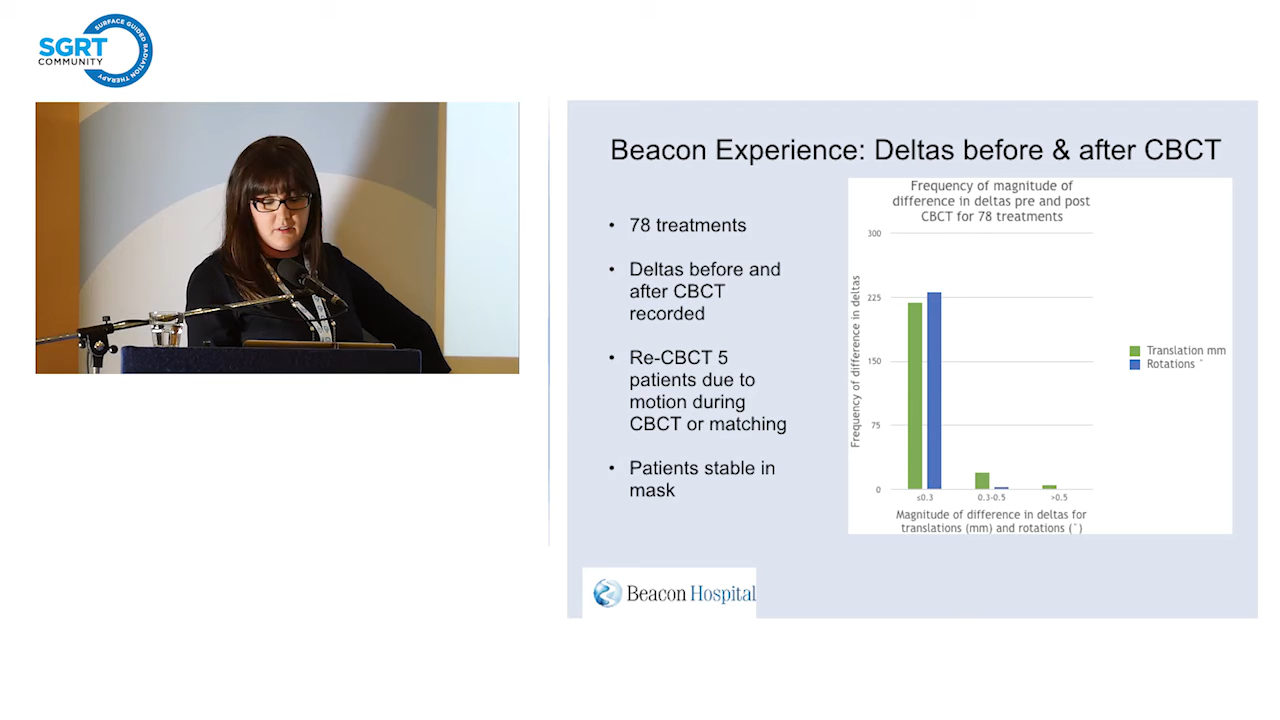 SURFACE GUIDED RADIATION THERAPY
SGRT
COMMUNITY
Beacon Experience: Deltas before & after CBCT
• 78 treatments
• Deltas before and
after CBCT
recorded
• Re-CBCT 5
patients due to
motion during
CBCT or matching
• Patients stable in
mask
Frequency of magnitude of
difference in deltas pre and post
CBCT for 78 treatments
Frequency of difference in deltas
300
225
150
75
0
≤0.3
0.3-0.5
>0.5
Magnitude of difference in deltas for
translations (mm) and rotations (˚)
Translation mm
Rotations ˚
Beacon Hospital